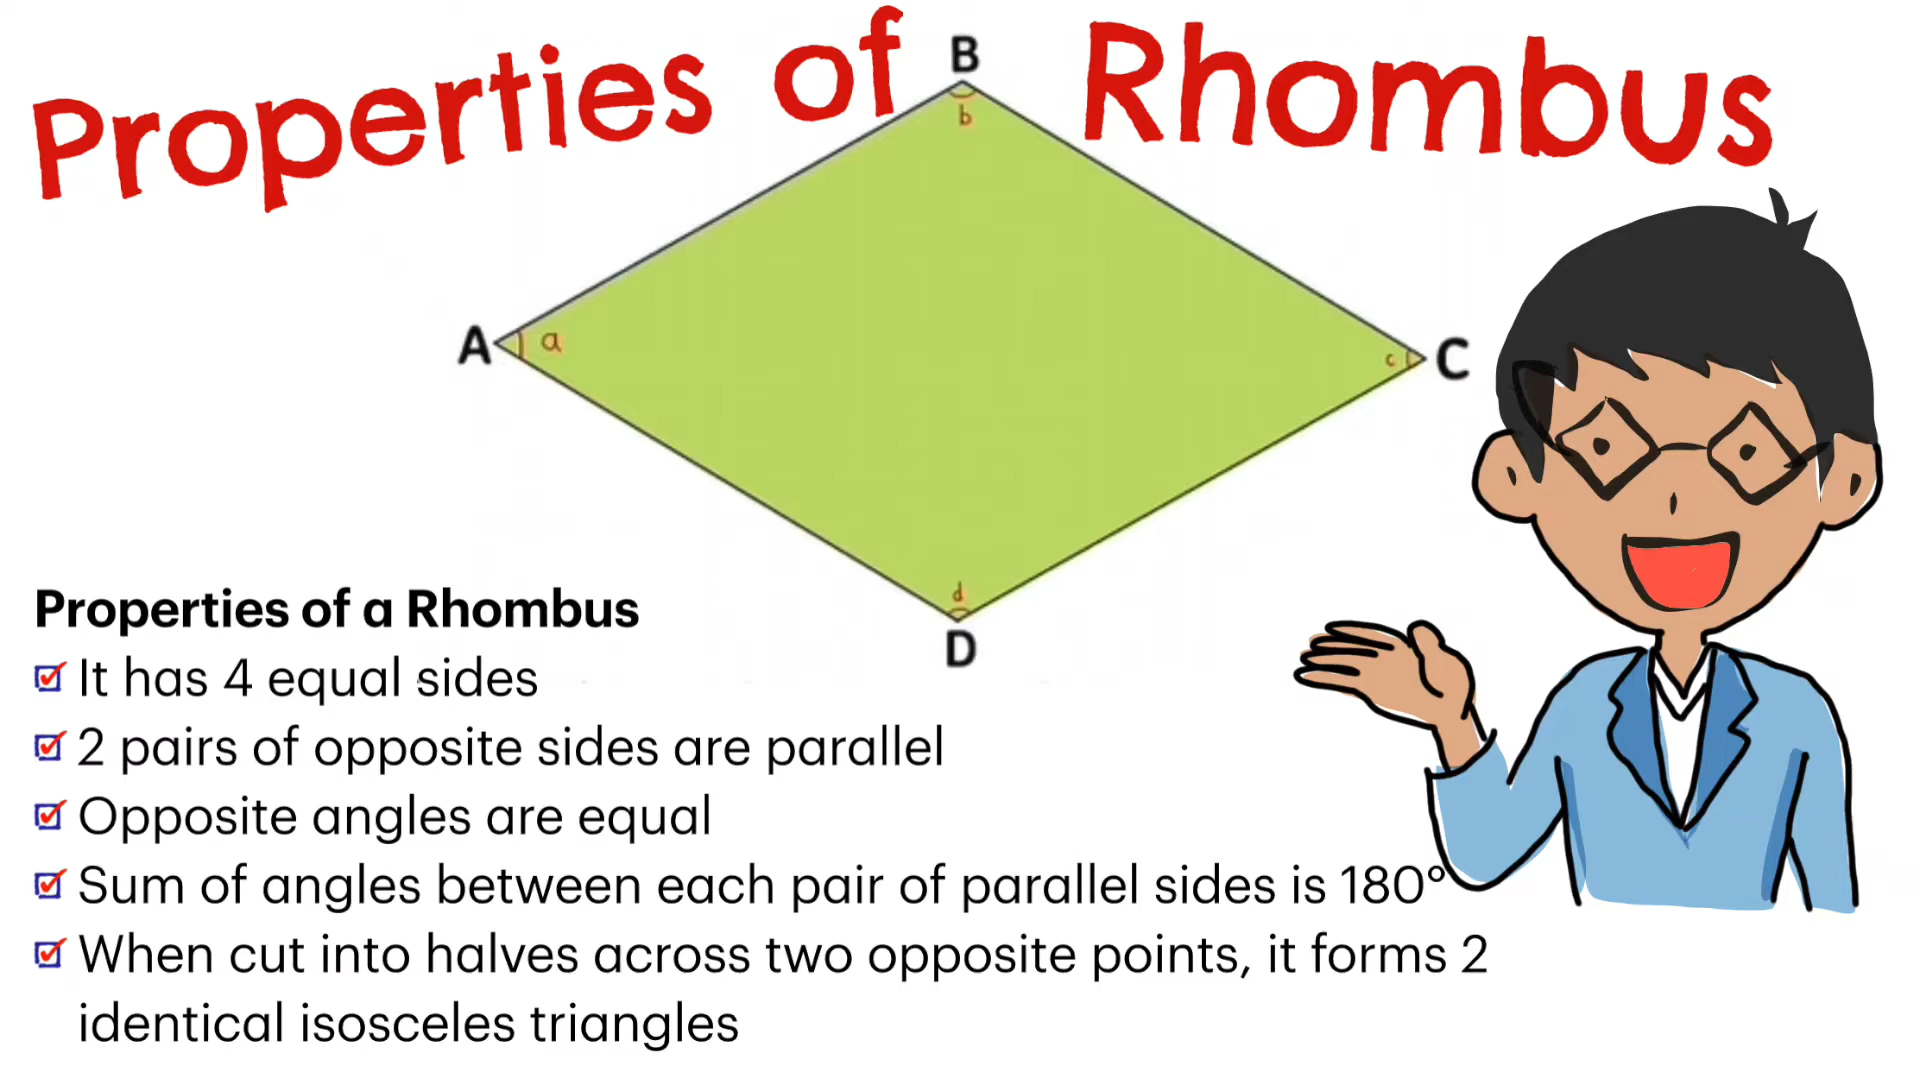 Properties of Rhombus
B
b
A
a
c
C
d
D
Properties of a Rhombus
It has 4 equal sides
2 pairs of opposite sides are parallel
Opposite angles are equal
Sum of angles between each pair of parallel sides is 180°
When cut into halves across two opposite points, it forms 2
identical isosceles triangles